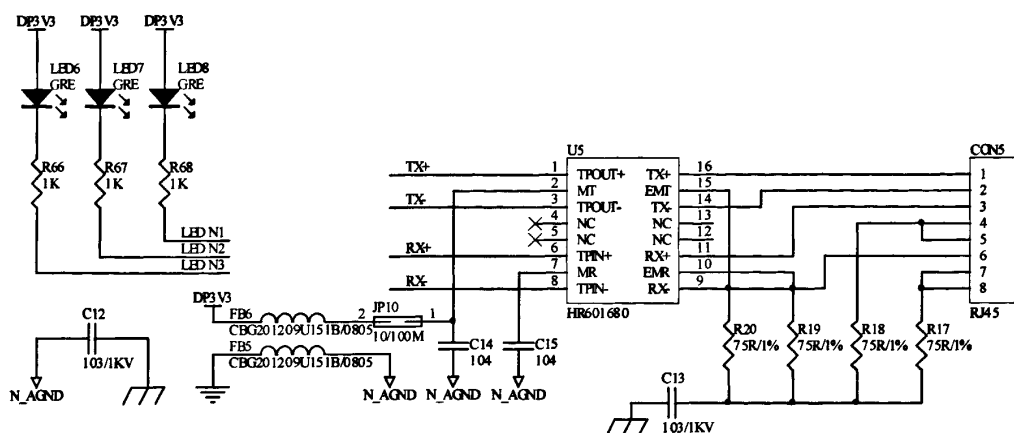 DP3V3 DP3V3 DP3V3
LED6 LED7 LED8
GRE GRE GRE
R66 R67 R68
1K 1K 1K
LED N1
LED N2
LED N3
C12
103/1KV
N_AGND
DP3V3
FB6
CBG201209U151B/0805
FB5
CBG201209U151B/0805
N_AGND
2 JP10 1
10/100M
C14
104
N_AGND
C15
104
N_AGND
TX+
TX-
RX+
RX-
U5
1 TPOUT+ TX+ 16
2 MT EMT 15
3 TPOUT- TX- 14
4 NC NC 13
5 NC NC 12
6 TPIN+ RX+ 11
7 MR EMR 10
8 TPIN- RX- 9
HR601680
CON5
1
2
3
4
5
6
7
8
RJ45
R20 R19 R18 R17
75R/1% 75R/1% 75R/1% 75R/1%
C13
103/1KV